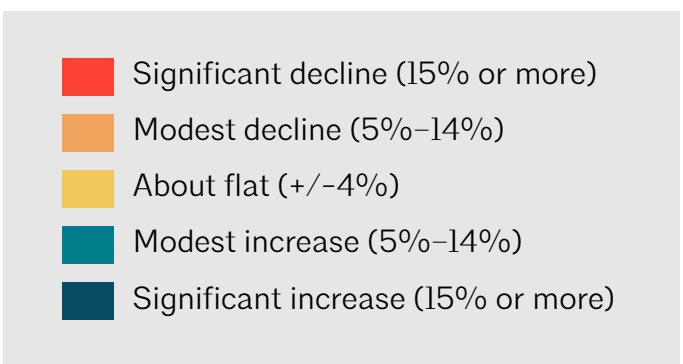 Significant decline (15% or more)
Modest decline (5%–14%)
About flat (+/-4%)
Modest increase (5%–14%)
Significant increase (15% or more)